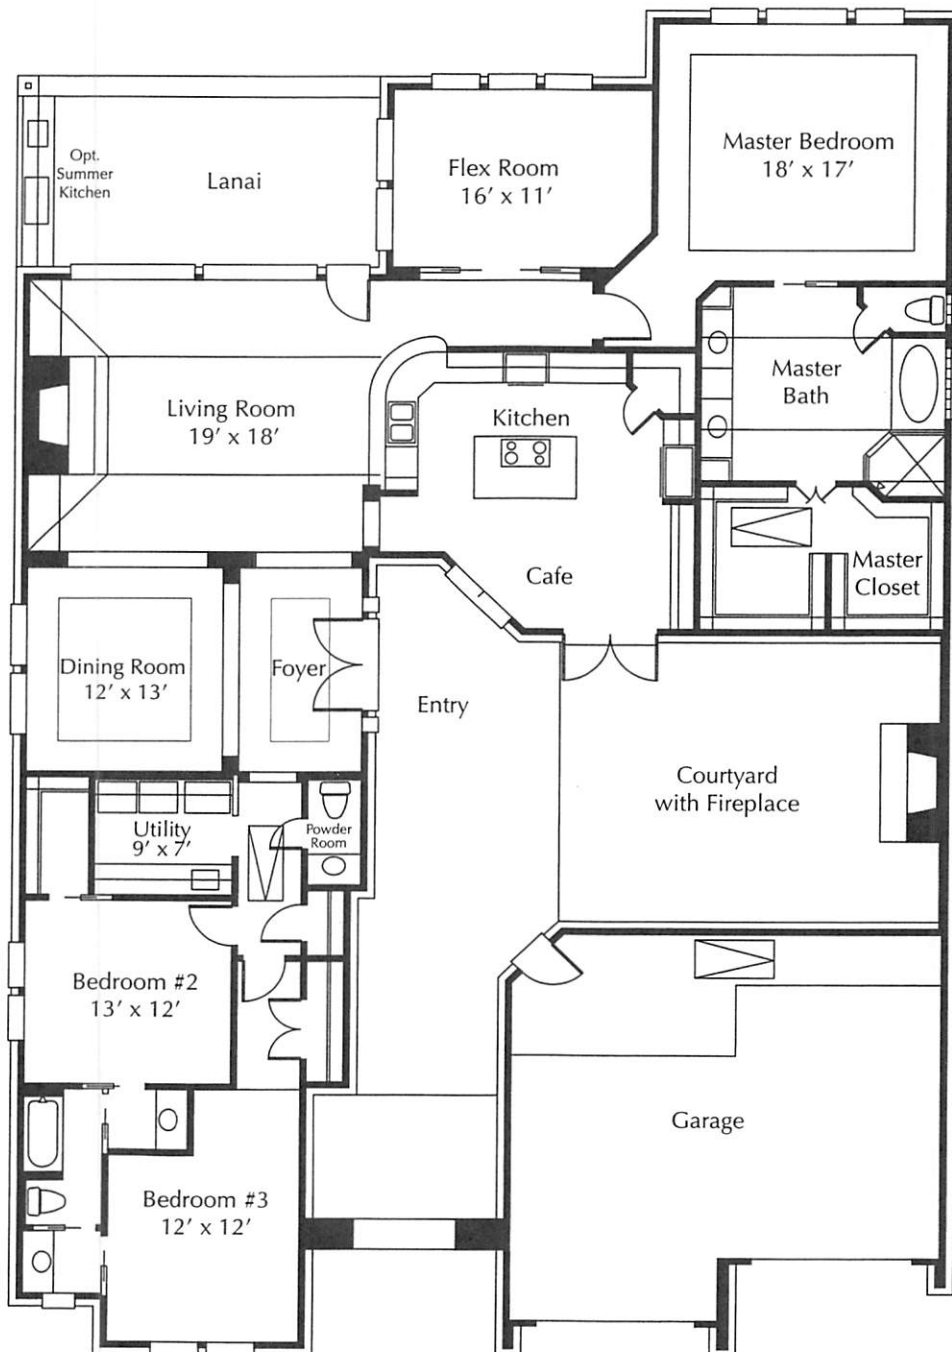 Master Bedroom
18′ x 17′
Flex Room
16′ x 11′
Opt.
Summer
Kitchen
Lanai
Master
Bath
Living Room
19′ x 18′
Kitchen
Cafe
Master
Closet
Dining Room
12′ x 13′
Foyer
Entry
Courtyard
with Fireplace
Utility
9′ x 7′
Powder
Room
Bedroom #2
13′ x 12′
Garage
Bedroom #3
12′ x 12′